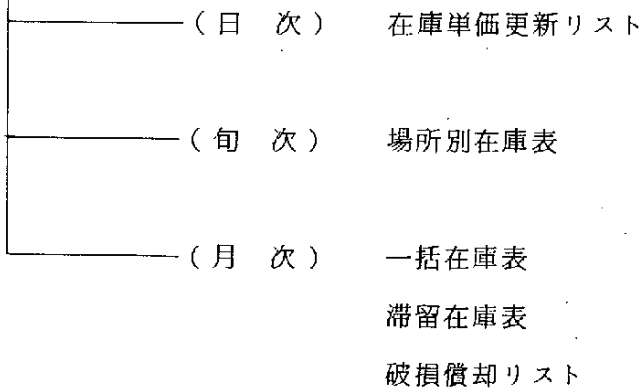 (日 次) 在庫単価更新リスト
(旬 次) 場所別在庫表
(月 次) 一括在庫表
滞留在庫表
破損償却リスト